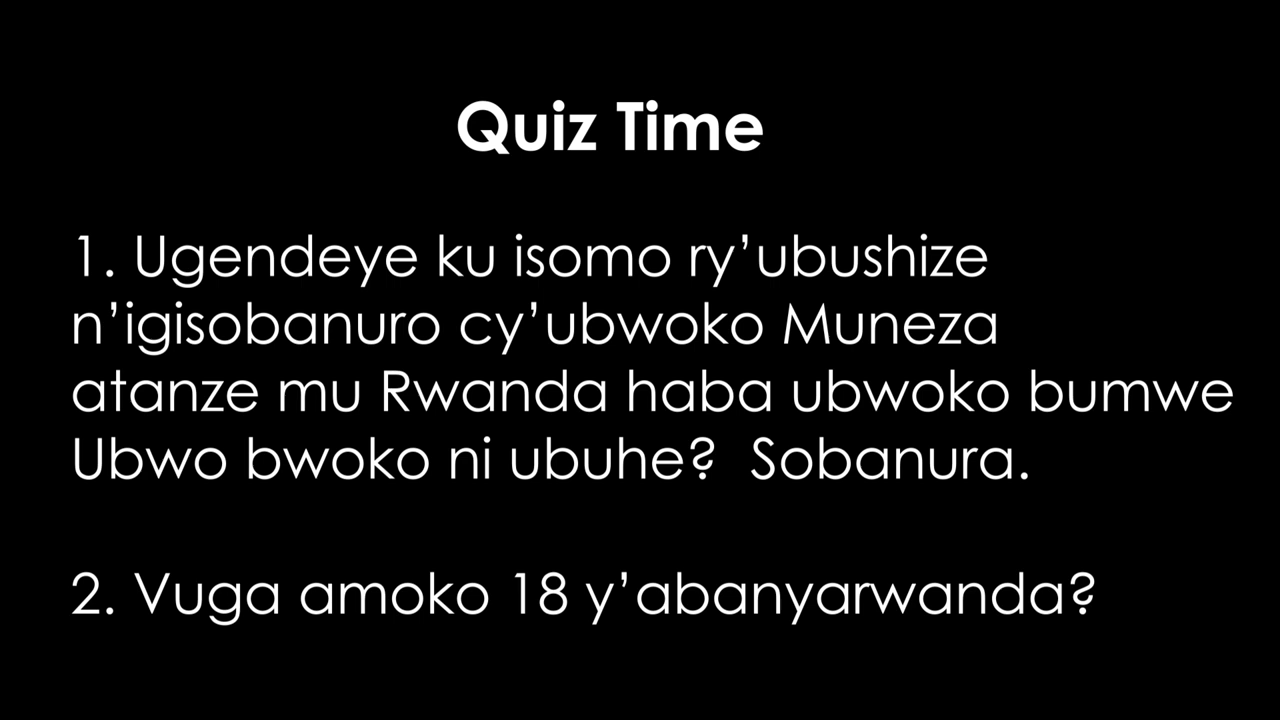 Quiz Time
1. Ugendeye ku isomo ry’ubushize
n’igisobanuro cy’ubwoko Muneza
atanze mu Rwanda haba ubwoko bumwe
Ubwo bwoko ni ubuhe?  Sobanura.
2. Vuga amoko 18 y’abanyarwanda?